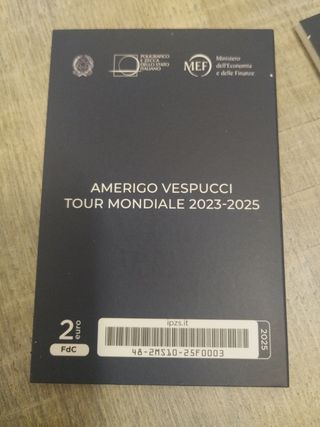 POLIGRAFICO
E ZECCA
DELLO STATO
ITALIANO
MEF
Ministero
dell'Economia
e delle Finanze
AMERIGO VESPUCCI
TOUR MONDIALE 2023-2025
2 euro
FdC
ipzs.it
48-2MS10-25F0003
2025